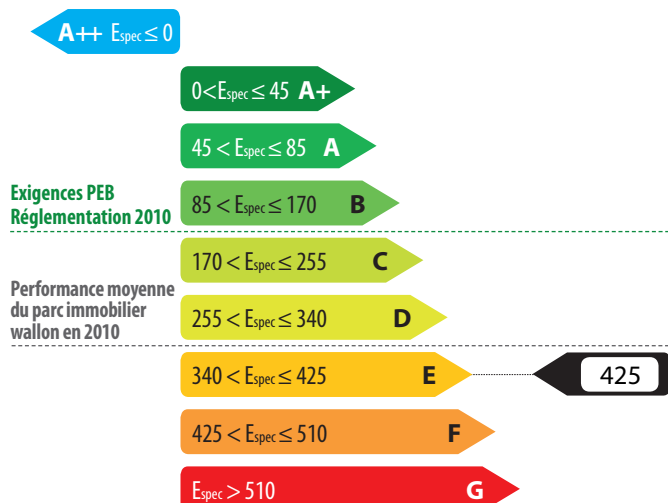 A++ Espec ≤ 0
0<Espec ≤ 45 A+
45 < Espec ≤ 85 A
Exigences PEB
Réglementation 2010
85 < Espec ≤ 170 B
170 < Espec ≤ 255 C
Performance moyenne
du parc immobilier
wallon en 2010
255 < Espec ≤ 340 D
340 < Espec ≤ 425 E 425
425 < Espec ≤ 510 F
Espec > 510 G